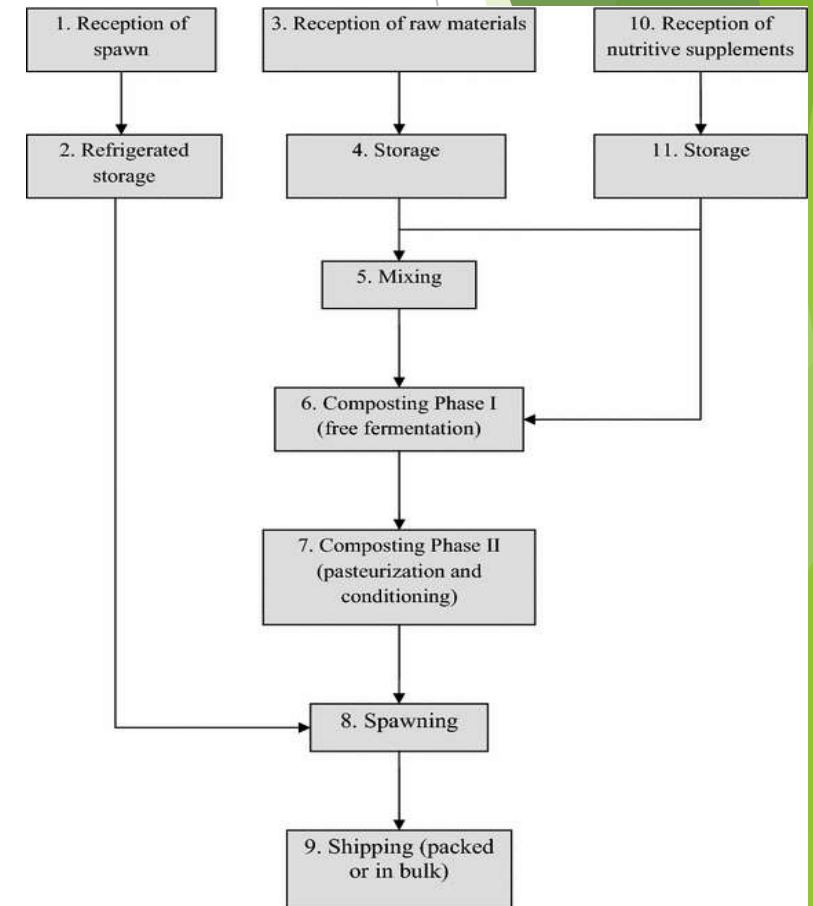 1. Reception of
spawn
3. Reception of raw materials
10. Reception of
nutritive supplements
2. Refrigerated
storage
4. Storage
11. Storage
5. Mixing
6. Composting Phase I
(free fermentation)
7. Composting Phase II
(pasteurization and
conditioning)
8. Spawning
9. Shipping (packed
or in bulk)